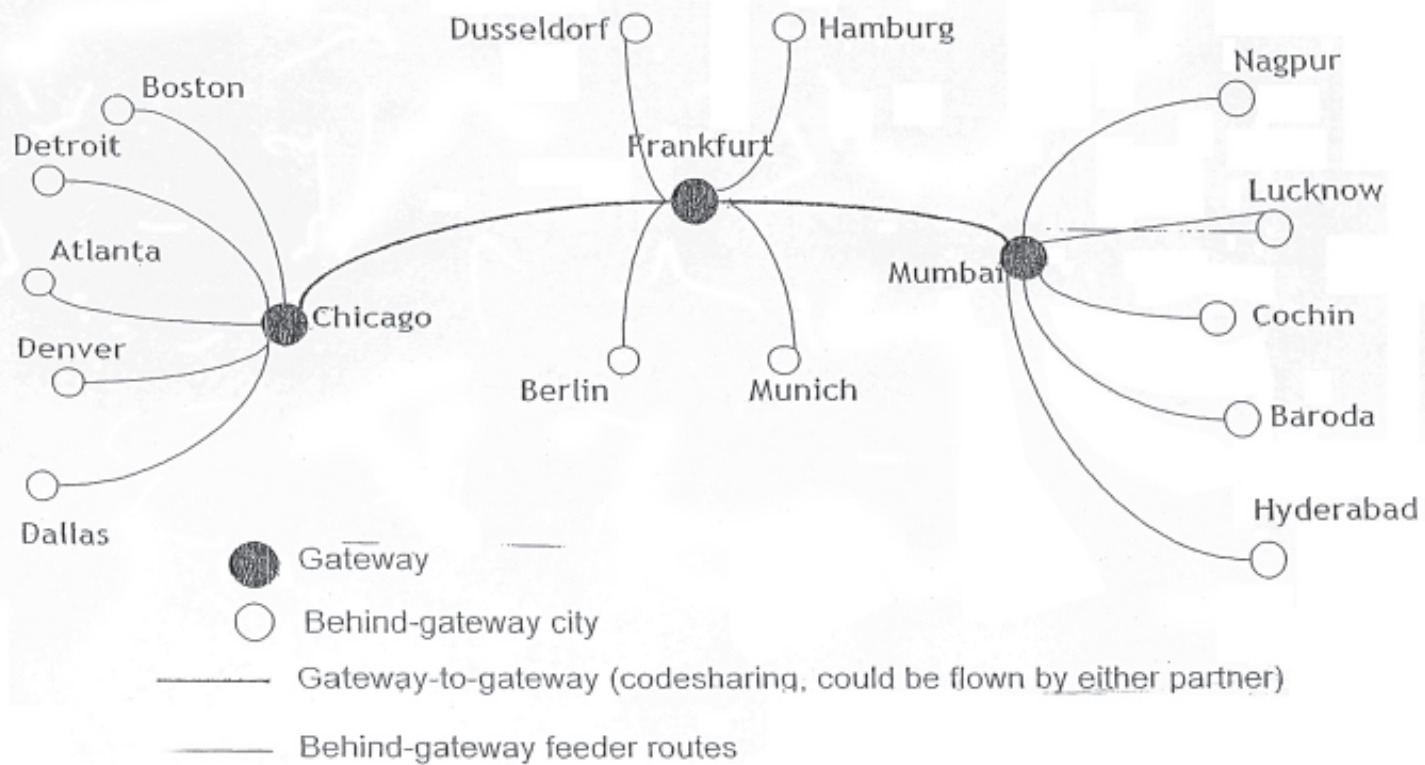 Dusseldorf
Hamburg
Nagpur
Boston
Detroit
Frankfurt
Lucknow
Atlanta
Mumbai
Chicago
Cochin
Denver
Berlin
Munich
Baroda
Hyderabad
Dallas
Gateway
Behind-gateway city
Gateway-to-gateway (codesharing, could be flown by either partner)
Behind-gateway feeder routes